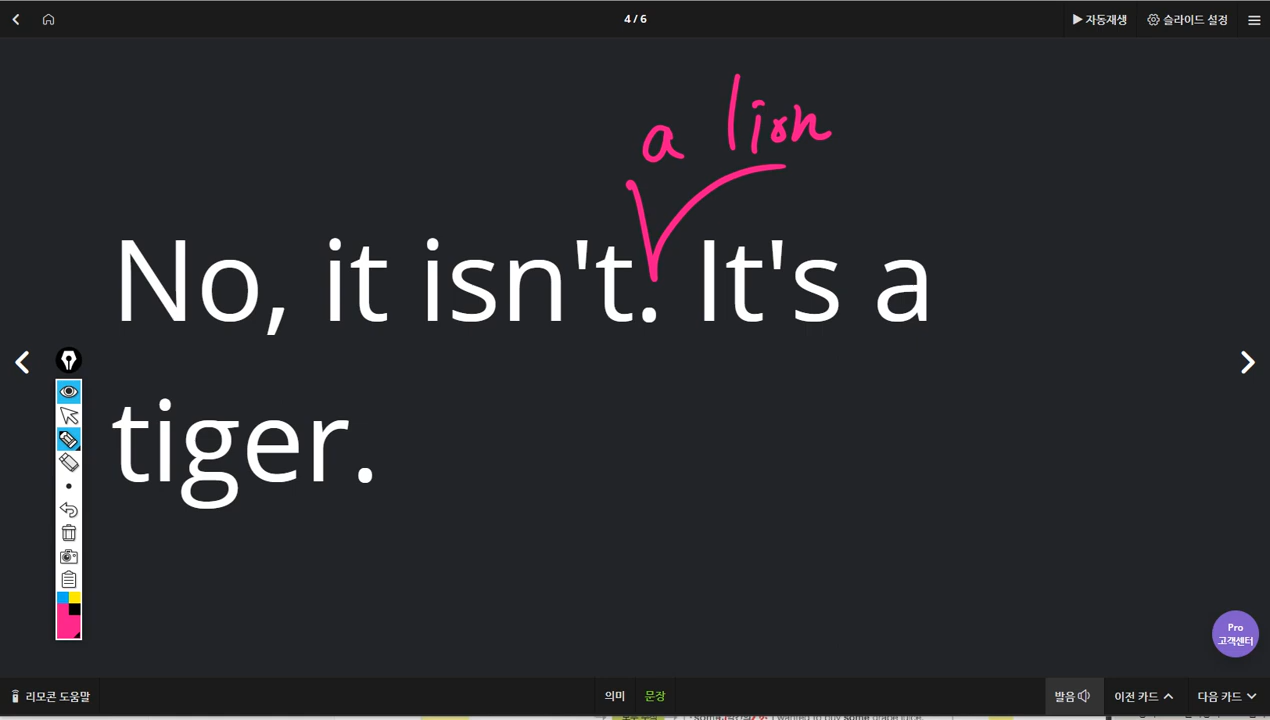 4 / 6
자동재생
슬라이드 설정
a lion
No, it isn't. It's a
tiger.
Pro
고객센터
리모콘 도움말
의미
문장
발음
이전 카드
다음 카드